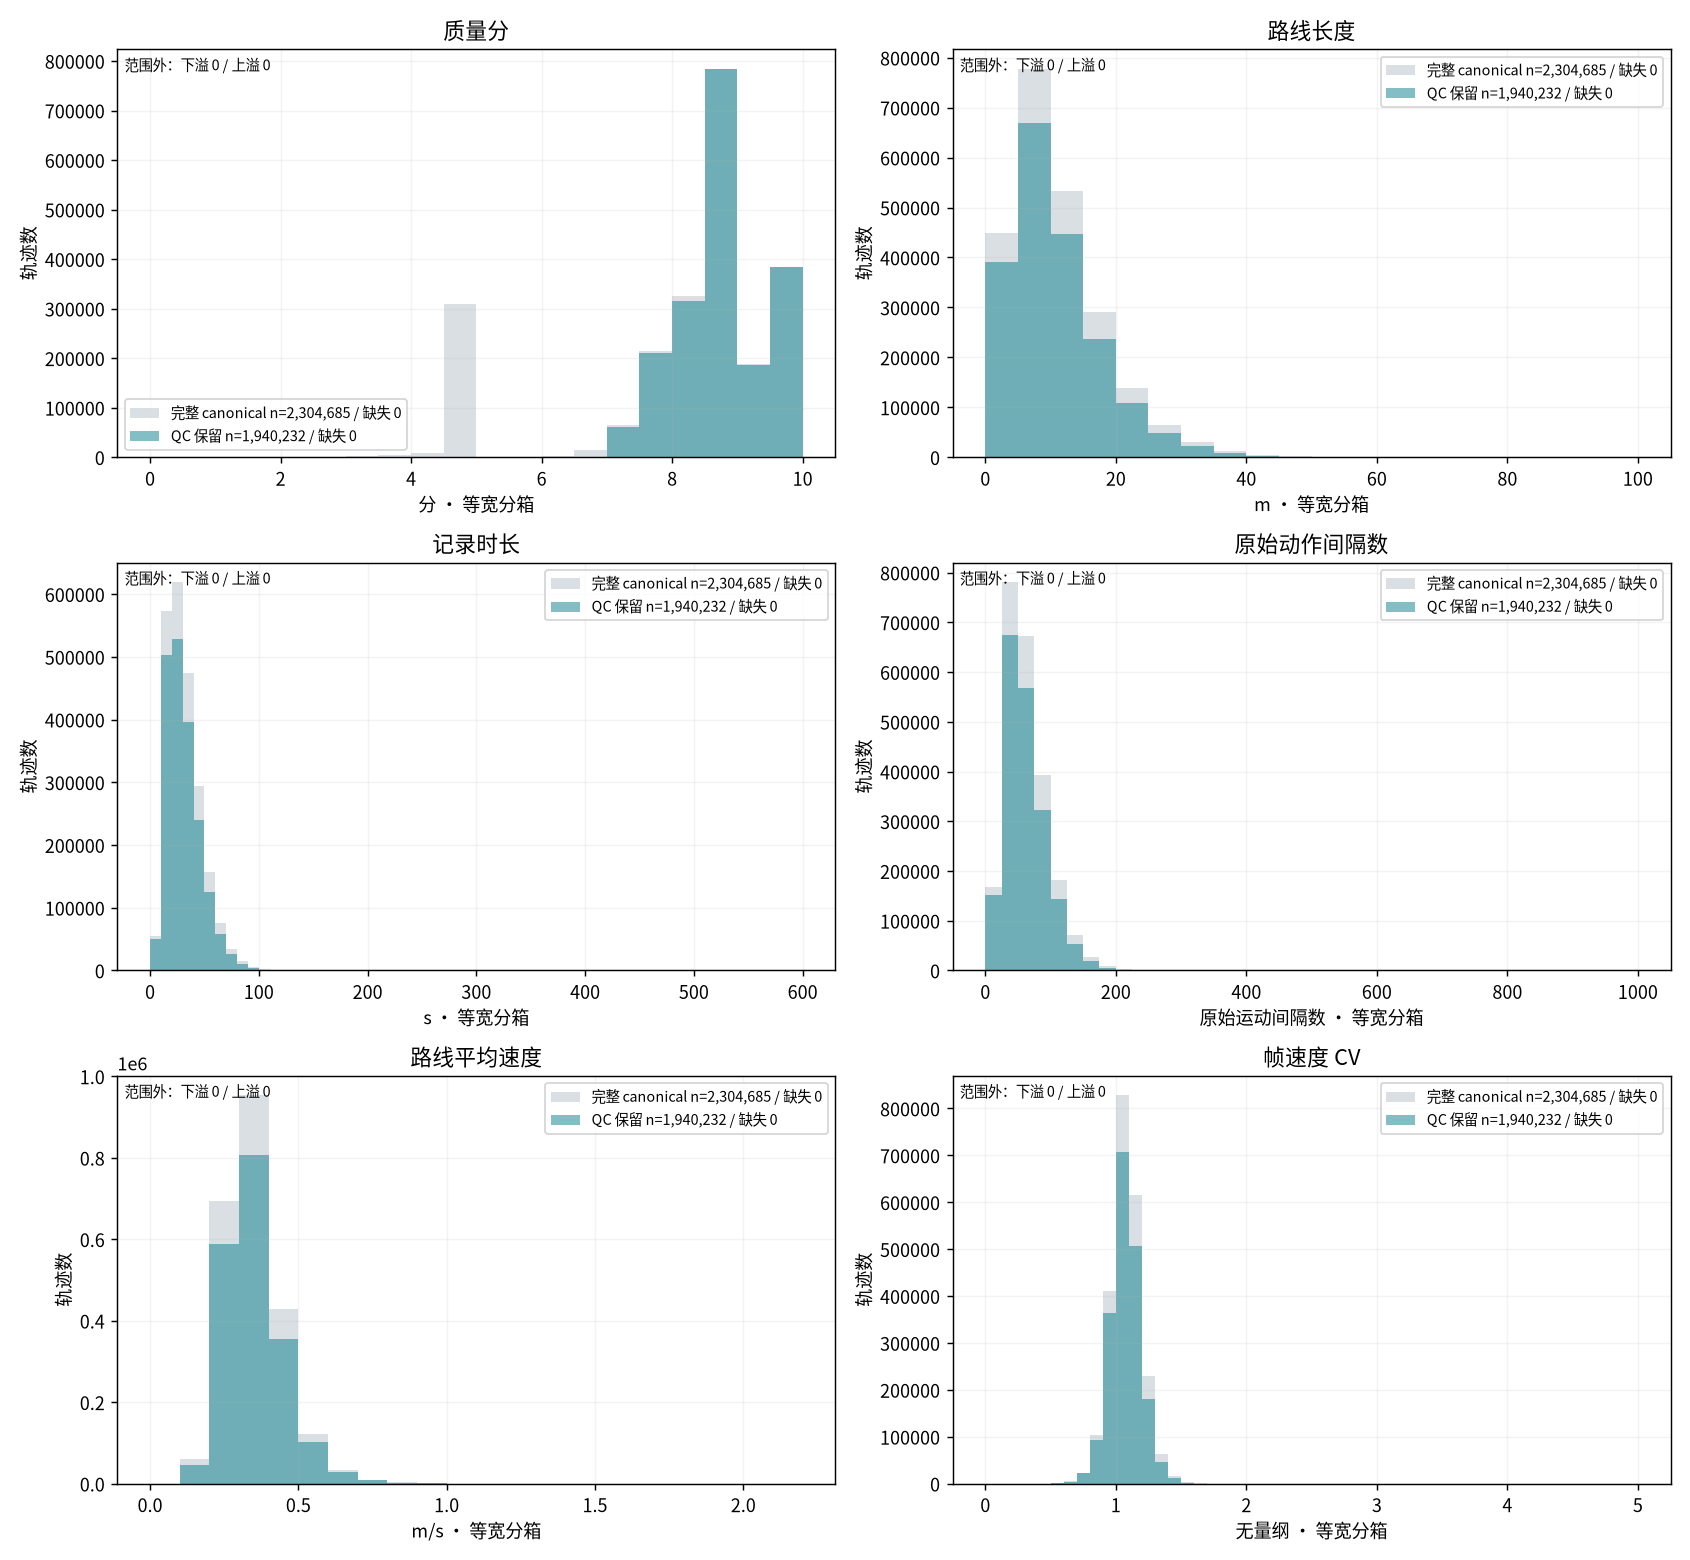 质量分
范围外：下溢 0 / 上溢 0
800000
700000
600000
500000
400000
300000
200000
100000
0
轨迹数
完整 canonical n=2,304,685 / 缺失 0
QC 保留 n=1,940,232 / 缺失 0
0 2 4 6 8 10
分 · 等宽分箱
路线长度
范围外：下溢 0 / 上溢 0
完整 canonical n=2,304,685 / 缺失 0
QC 保留 n=1,940,232 / 缺失 0
800000
700000
600000
500000
400000
300000
200000
100000
0
轨迹数
0 20 40 60 80 100
m · 等宽分箱
记录时长
范围外：下溢 0 / 上溢 0
完整 canonical n=2,304,685 / 缺失 0
QC 保留 n=1,940,232 / 缺失 0
600000
500000
400000
300000
200000
100000
0
轨迹数
0 100 200 300 400 500 600
s · 等宽分箱
原始动作间隔数
范围外：下溢 0 / 上溢 0
完整 canonical n=2,304,685 / 缺失 0
QC 保留 n=1,940,232 / 缺失 0
800000
700000
600000
500000
400000
300000
200000
100000
0
轨迹数
0 200 400 600 800 1000
原始运动间隔数 · 等宽分箱
路线平均速度
1e6
范围外：下溢 0 / 上溢 0
完整 canonical n=2,304,685 / 缺失 0
QC 保留 n=1,940,232 / 缺失 0
1.0
0.8
0.6
0.4
0.2
0.0
轨迹数
0.0 0.5 1.0 1.5 2.0
m/s · 等宽分箱
帧速度 CV
范围外：下溢 0 / 上溢 0
完整 canonical n=2,304,685 / 缺失 0
QC 保留 n=1,940,232 / 缺失 0
800000
700000
600000
500000
400000
300000
200000
100000
0
轨迹数
0 1 2 3 4 5
无量纲 · 等宽分箱